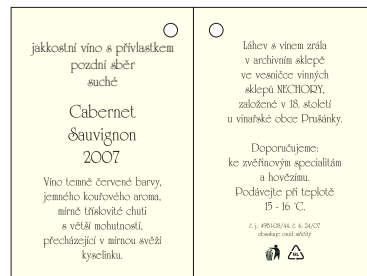 jakkostní víno s přívlastkem
pozdní sběr
suché
Cabernet
Sauvignon
2007
Víno temně červené barvy,
jemného kouřového aroma,
mírně tříslovité chuti
s větší mohutností,
přecházející v mírnou svěží
kyselinku.
Láhev s vínem zrála
v archivním sklepě
ve vesničce vinných
sklepů NECHORY,
založené v 18. století
u vinařské obce Prušánky.
Doporučujeme:
ke zvěřinovým specialitám
a hovězímu.
Podávejte při teplotě
15 - 16 °C.
obsahuje oxid siřičitý